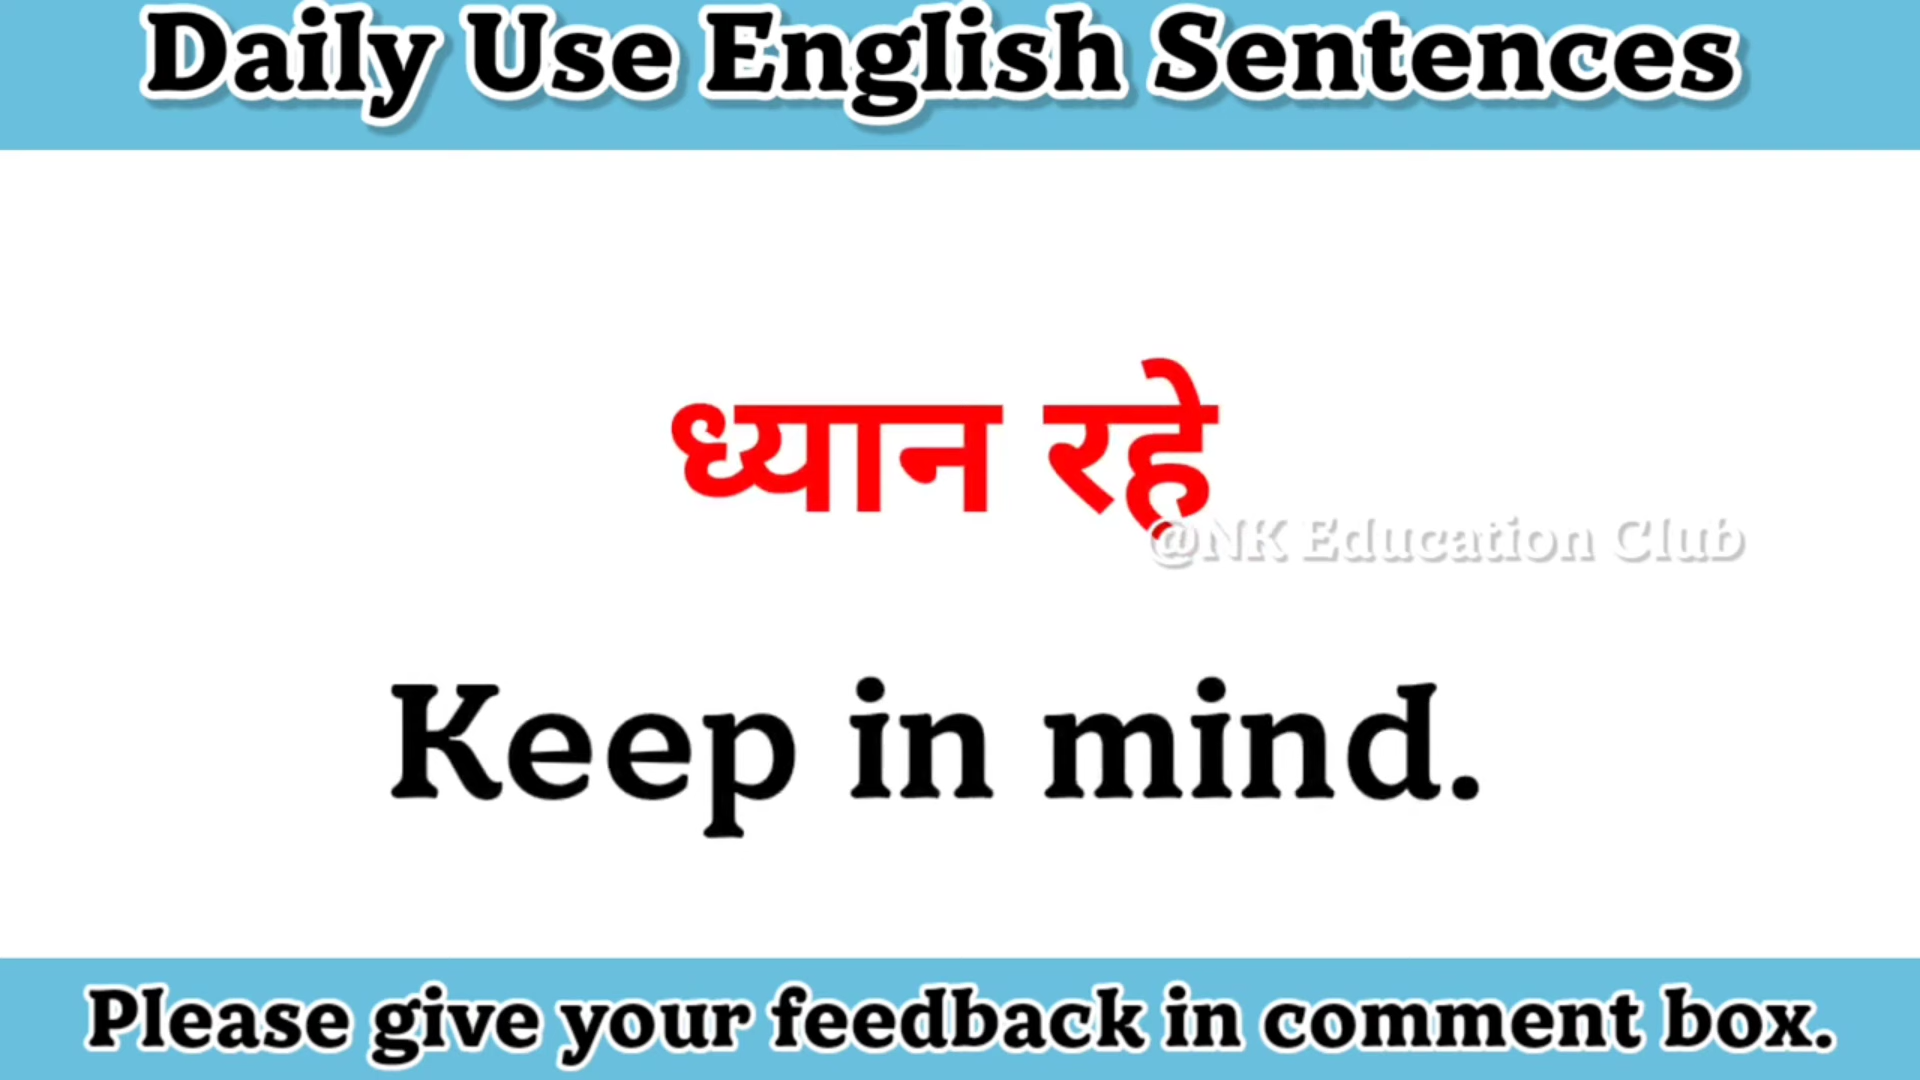 Daily Use English Sentences
ध्यान रहे
@NK Education Club
Keep in mind.
Please give your feedback in comment box.